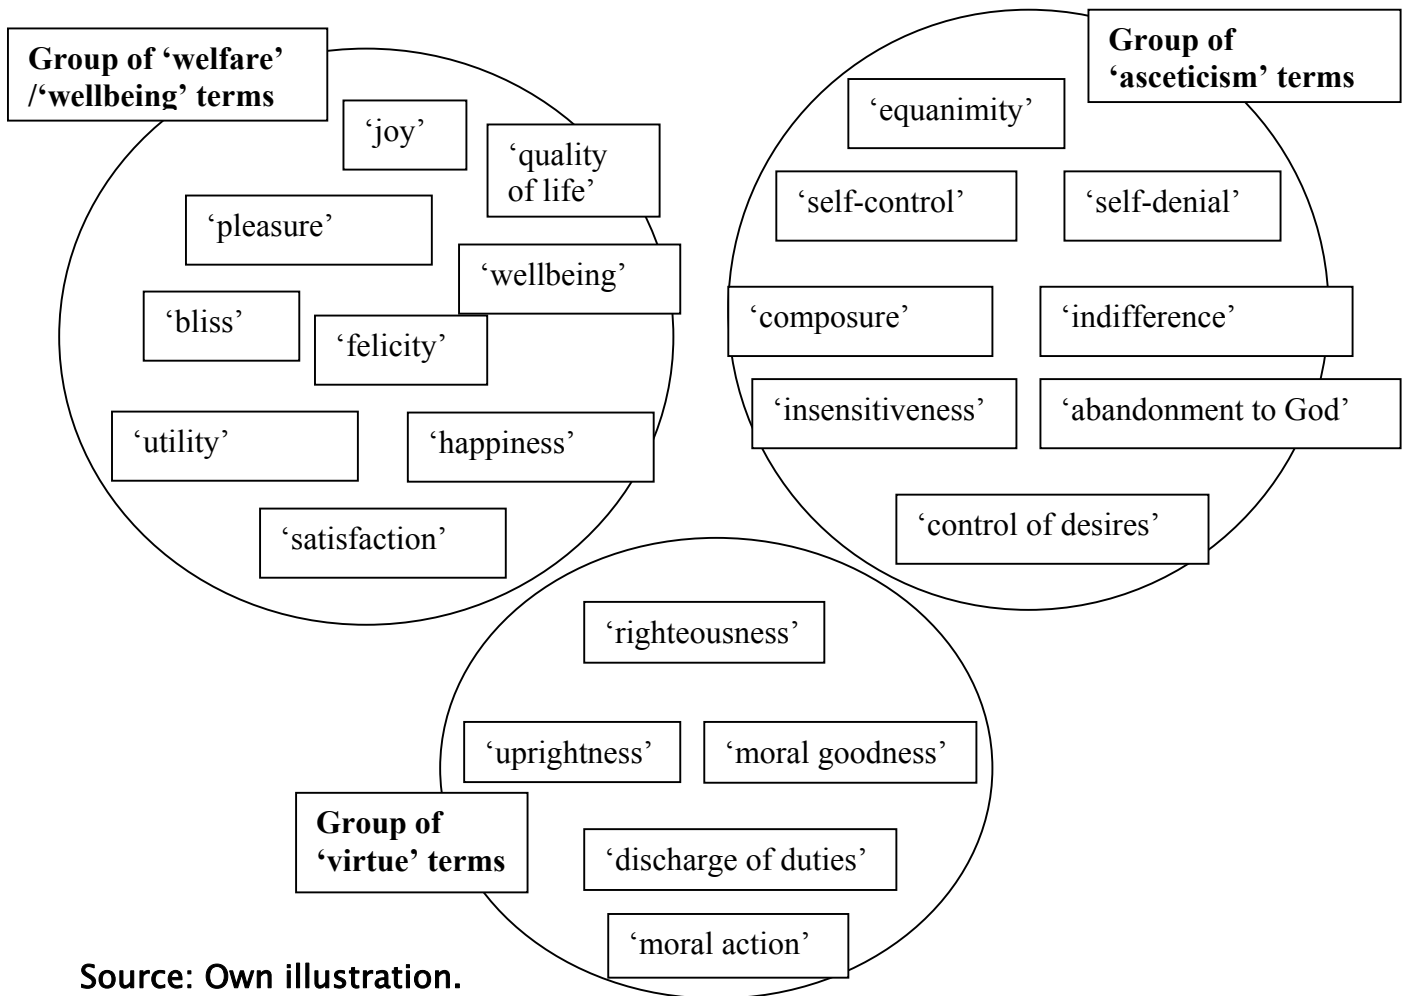 Group of ‘welfare’
/‘wellbeing’ terms
‘joy’
‘quality
of life’
‘pleasure’
‘wellbeing’
‘bliss’
‘felicity’
‘utility’
‘happiness’
‘satisfaction’
Group of
‘asceticism’ terms
‘equanimity’
‘self-control’
‘self-denial’
‘composure’
‘indifference’
‘insensitiveness’
‘abandonment to God’
‘control of desires’
‘righteousness’
‘uprightness’
‘moral goodness’
Group of
‘virtue’ terms
‘discharge of duties’
‘moral action’
Source: Own illustration.